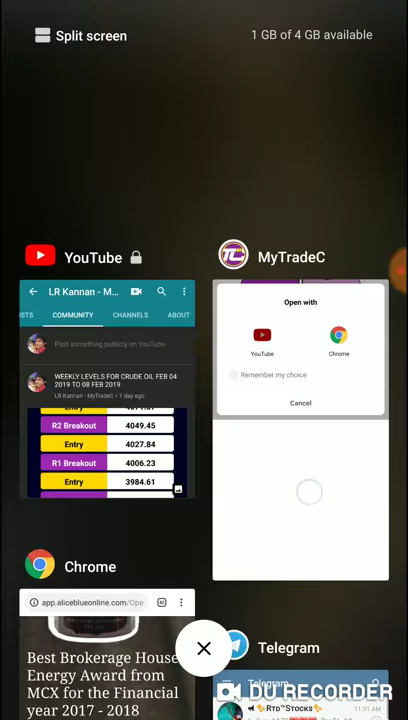 Split screen
1 GB of 4 GB available
YouTube
MyTradeC
LR Kannan - M...
STS COMMUNITY CHANNELS ABOUT
Post something publicly on YouTube
WEEKLY LEVELS FOR CRUDE OIL FEB 04
2019 TO 08 FEB 2019
LR Kannan - MyTradeC • 1 day ago
Entry
R2 Breakout 4049.45
Entry 4027.84
R1 Breakout 4006.23
Entry 3984.61
Open with
YouTube
Chrome
Remember my choice
Cancel
Chrome
app.aliceblueonline.com/Ope
Best Brokerage House
Energy Award from
MCX for the Financial
year 2017 - 2018
Telegram
Telegram
RTD™STOCKS
11:31 AM
DU RECORDER